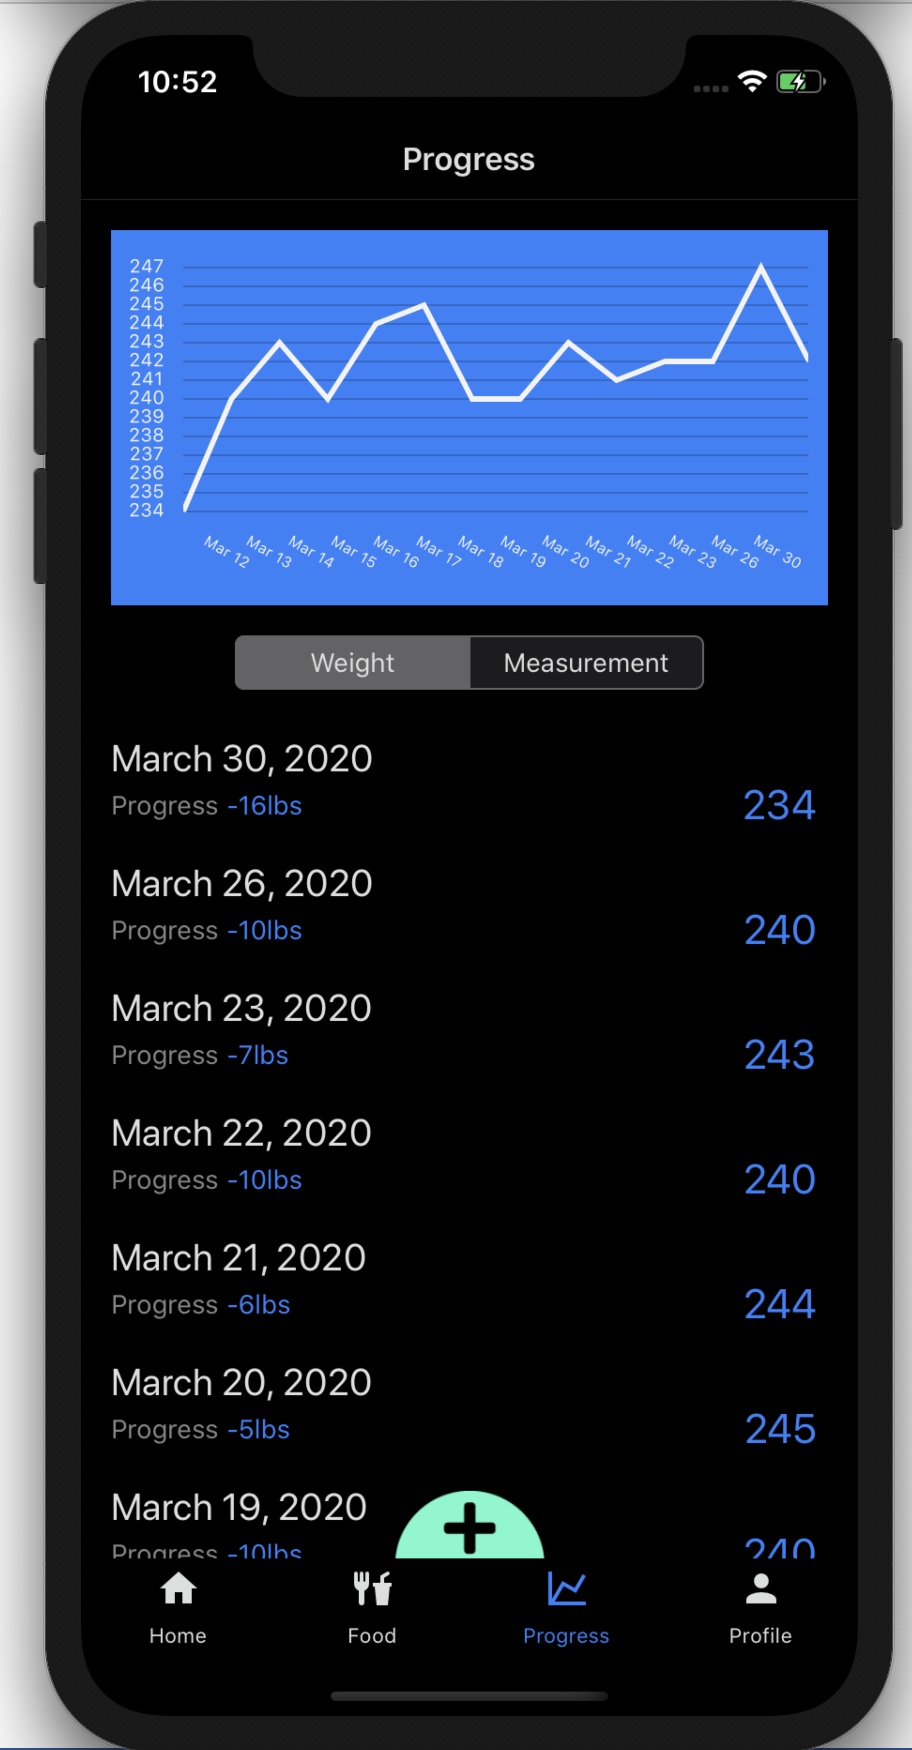 10:52
Progress
247
246
245
244
243
242
241
240
239
238
237
236
235
234
Mar 12 Mar 13 Mar 14 Mar 15 Mar 16 Mar 17 Mar 18 Mar 19 Mar 20 Mar 21 Mar 22 Mar 23 Mar 26 Mar 30
Weight Measurement
March 30, 2020
Progress -16lbs 234
March 26, 2020
Progress -10lbs 240
March 23, 2020
Progress -7lbs 243
March 22, 2020
Progress -10lbs 240
March 21, 2020
Progress -6lbs 244
March 20, 2020
Progress -5lbs 245
March 19, 2020
Progress -10lbs 240
Home Food Progress Profile